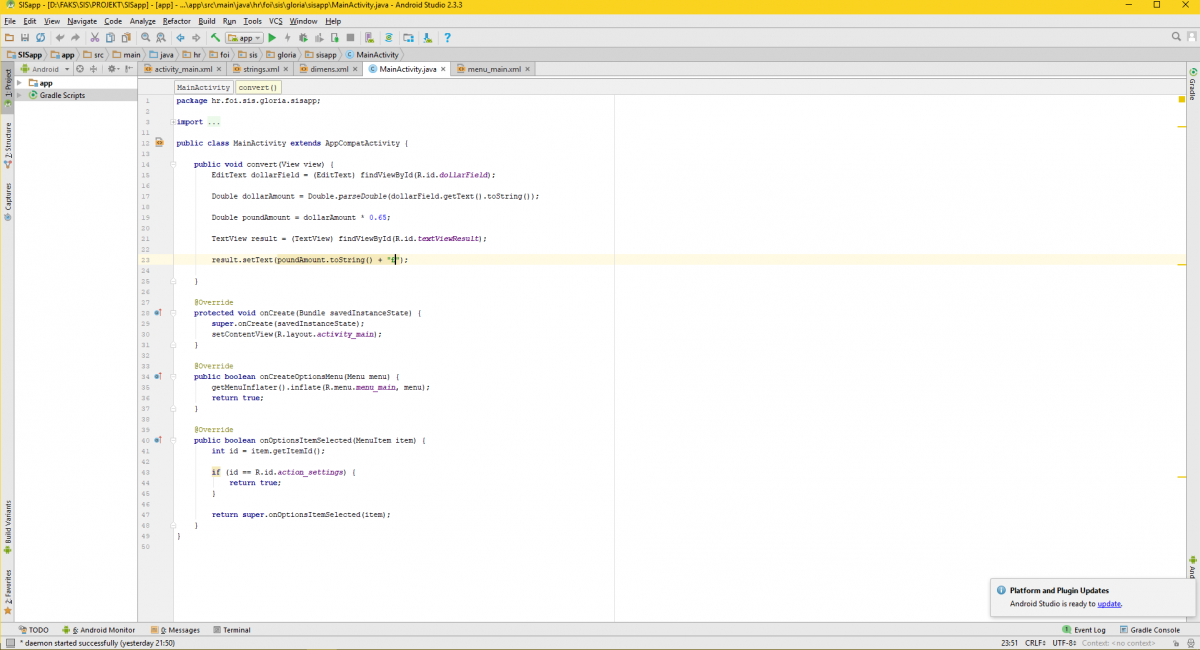 SISapp - [D:\FAKS\SIS\PROJEKT\SISapp] - [app] - ...\app\src\main\java\hr\foi\sis\gloria\sisapp\MainActivity.java - Android Studio 2.3.3
File Edit View Navigate Code Analyze Refactor Build Run Tools VCS Window Help
app
SISapp app src main java hr foi sis gloria sisapp MainActivity
Android
activity_main.xml strings.xml dimens.xml MainActivity.java menu_main.xml
1: Project
app
Gradle Scripts
Gradle
MainActivity convert()
1 package hr.foi.sis.gloria.sisapp;
2
3 import ...
11
12 public class MainActivity extends AppCompatActivity {
13
14 public void convert(View view) {
15 EditText dollarField = (EditText) findViewById(R.id.dollarField);
16
17 Double dollarAmount = Double.parseDouble(dollarField.getText().toString());
18
19 Double poundAmount = dollarAmount * 0.65;
20
21 TextView result = (TextView) findViewById(R.id.textViewResult);
22
23 result.setText(poundAmount.toString() + "£");
24
25 }
26
27 @Override
28 protected void onCreate(Bundle savedInstanceState) {
29 super.onCreate(savedInstanceState);
30 setContentView(R.layout.activity_main);
31 }
32
33 @Override
34 public boolean onCreateOptionsMenu(Menu menu) {
35 getMenuInflater().inflate(R.menu.menu_main, menu);
36 return true;
37 }
38
39 @Override
40 public boolean onOptionsItemSelected(MenuItem item) {
41 int id = item.getItemId();
42
43 if (id == R.id.action_settings) {
44 return true;
45 }
46
47 return super.onOptionsItemSelected(item);
48 }
49 }
50
Z: Structure
Captures
Build Variants
2: Favorites
Platform and Plugin Updates
Android Studio is ready to update.
And
TODO 6: Android Monitor 0: Messages Terminal Event Log Gradle Console
* daemon started successfully (yesterday 21:50) 23:51 CRLF÷ UTF-8÷ Context: <no context>